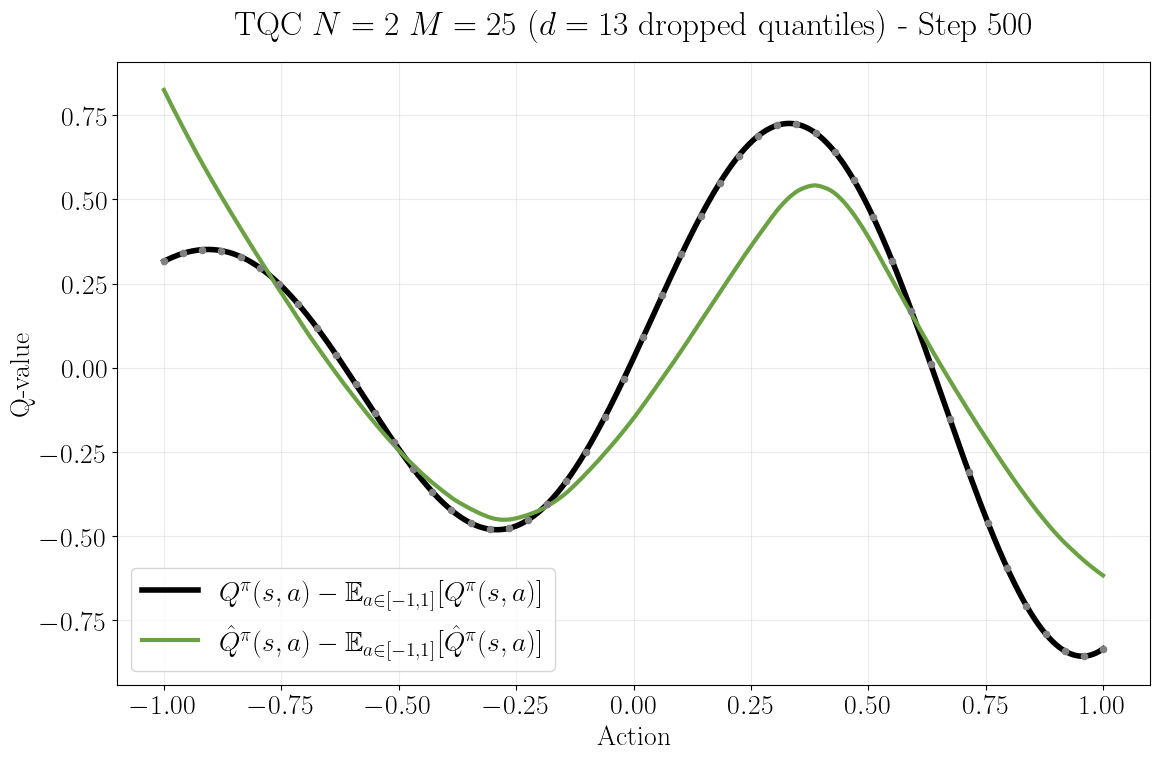 TQC $N = 2$ $M = 25$ ($d = 13$ dropped quantiles) - Step 500
Q-value
0.75
0.50
0.25
0.00
−0.25
−0.50
−0.75
$Q^{\pi}(s, a) - \mathbb{E}_{a \in [-1,1]}[Q^{\pi}(s, a)]$
$\hat{Q}^{\pi}(s, a) - \mathbb{E}_{a \in [-1,1]}[\hat{Q}^{\pi}(s, a)]$
−1.00 −0.75 −0.50 −0.25 0.00 0.25 0.50 0.75 1.00
Action